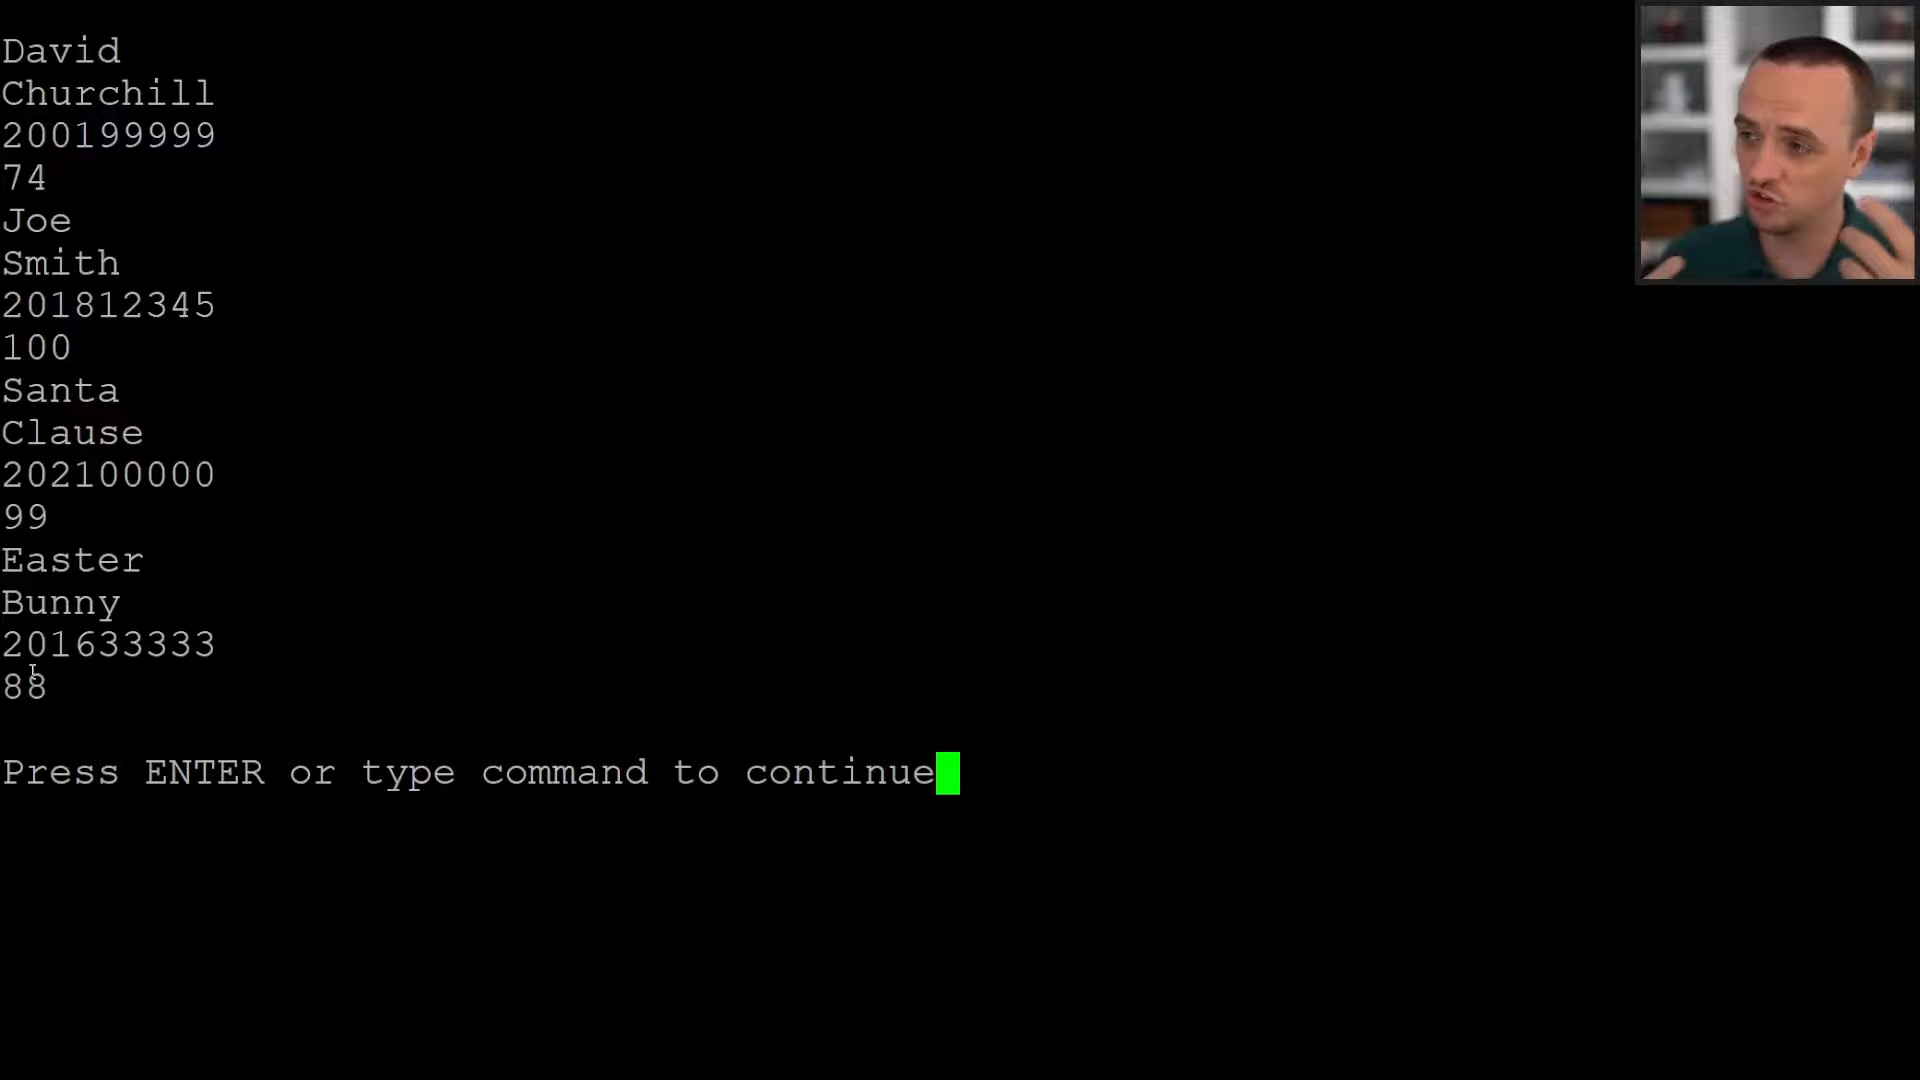 David
Churchill
200199999
74
Joe
Smith
201812345
100
Santa
Clause
202100000
99
Easter
Bunny
201633333
88
Press ENTER or type command to continue